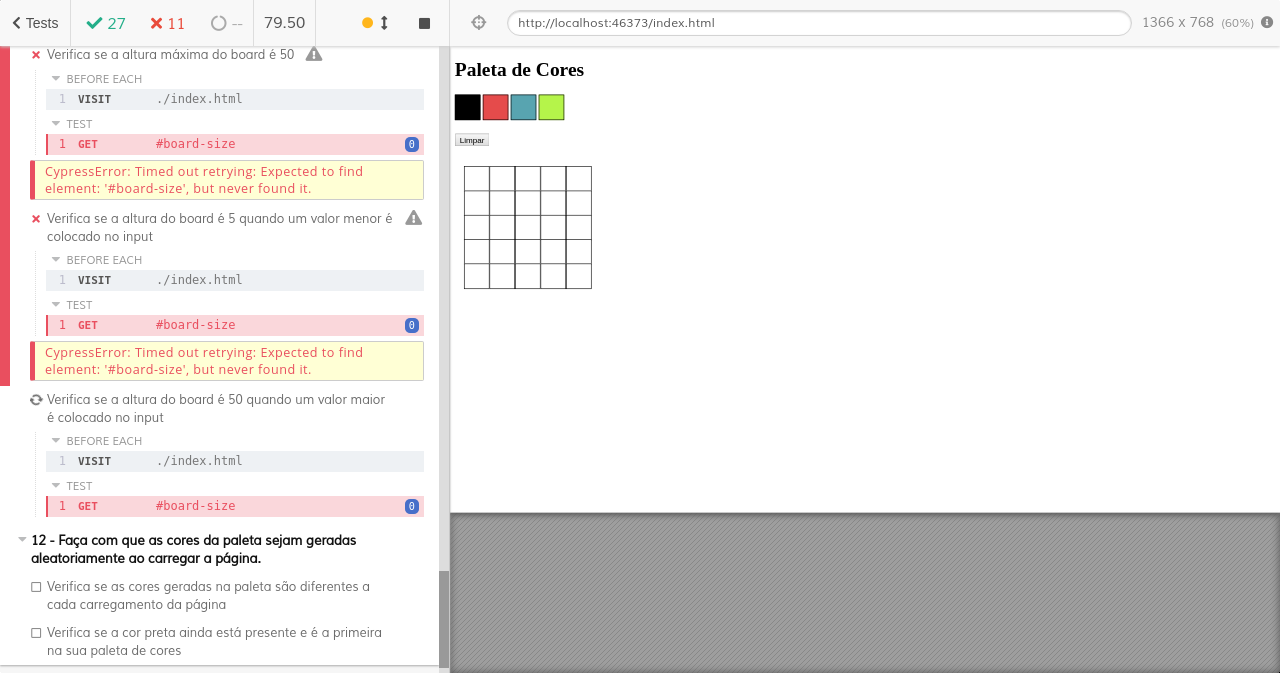 Tests 27 11 -- 79.50
http://localhost:46373/index.html
1366 x 768 (60%)
Verifica se a altura máxima do board é 50
BEFORE EACH
1 VISIT ./index.html
TEST
1 GET #board-size 0
CypressError: Timed out retrying: Expected to find
element: '#board-size', but never found it.
Verifica se a altura do board é 5 quando um valor menor é
colocado no input
BEFORE EACH
1 VISIT ./index.html
TEST
1 GET #board-size 0
CypressError: Timed out retrying: Expected to find
element: '#board-size', but never found it.
Verifica se a altura do board é 50 quando um valor maior
é colocado no input
BEFORE EACH
1 VISIT ./index.html
TEST
1 GET #board-size 0
12 - Faça com que as cores da paleta sejam geradas
aleatoriamente ao carregar a página.
Verifica se as cores geradas na paleta são diferentes a
cada carregamento da página
Verifica se a cor preta ainda está presente e é a primeira
na sua paleta de cores
Paleta de Cores
Limpar